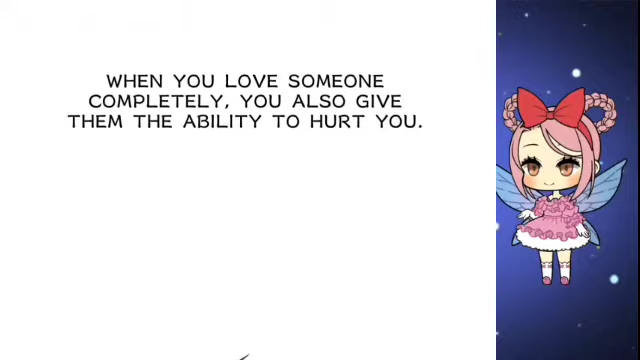 WHEN YOU LOVE SOMEONE
COMPLETELY, YOU ALSO GIVE
THEM THE ABILITY TO HURT YOU.